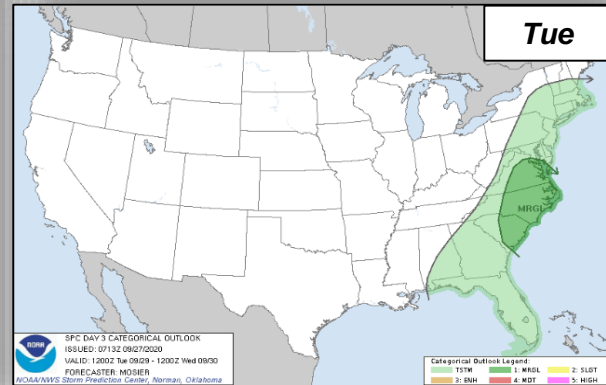 Tue
MRGL
NOAA
SPC DAY 3 CATEGORICAL OUTLOOK
ISSUED: 0713Z 09/27/2020
VALID: 1200Z Tue 09/29 - 1200Z Wed 09/30
FORECASTER: MOSIER
NOAA/NWS Storm Prediction Center, Norman, Oklahoma
Categorical Outlook Legend:
TSTM 1: MRGL 2: SLGT
3: ENH 4: MDT 5: HIGH